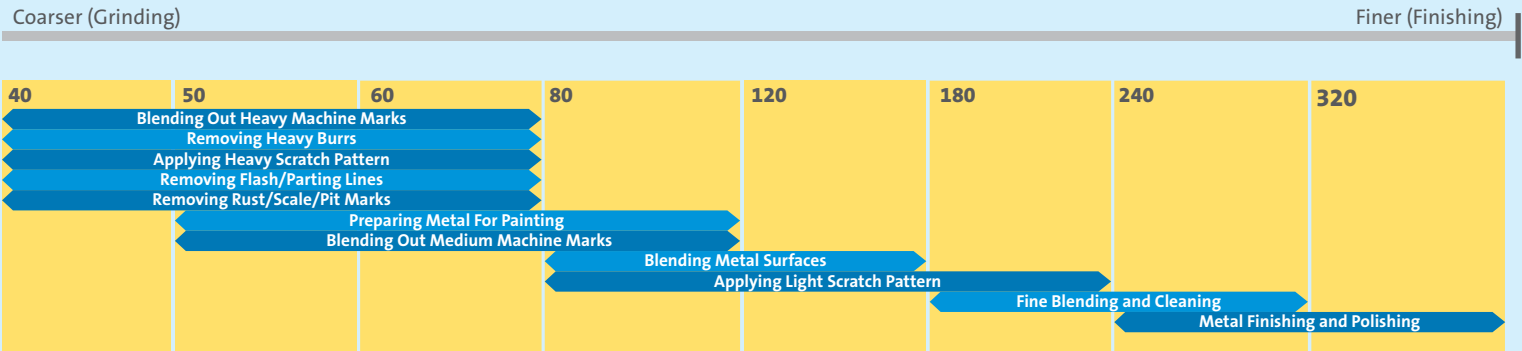 Coarser (Grinding) Finer (Finishing)
40 50 60 80 120 180 240 320
Blending Out Heavy Machine Marks
Removing Heavy Burrs
Applying Heavy Scratch Pattern
Removing Flash/Parting Lines
Removing Rust/Scale/Pit Marks
Preparing Metal For Painting
Blending Out Medium Machine Marks
Blending Metal Surfaces
Applying Light Scratch Pattern
Fine Blending and Cleaning
Metal Finishing and Polishing